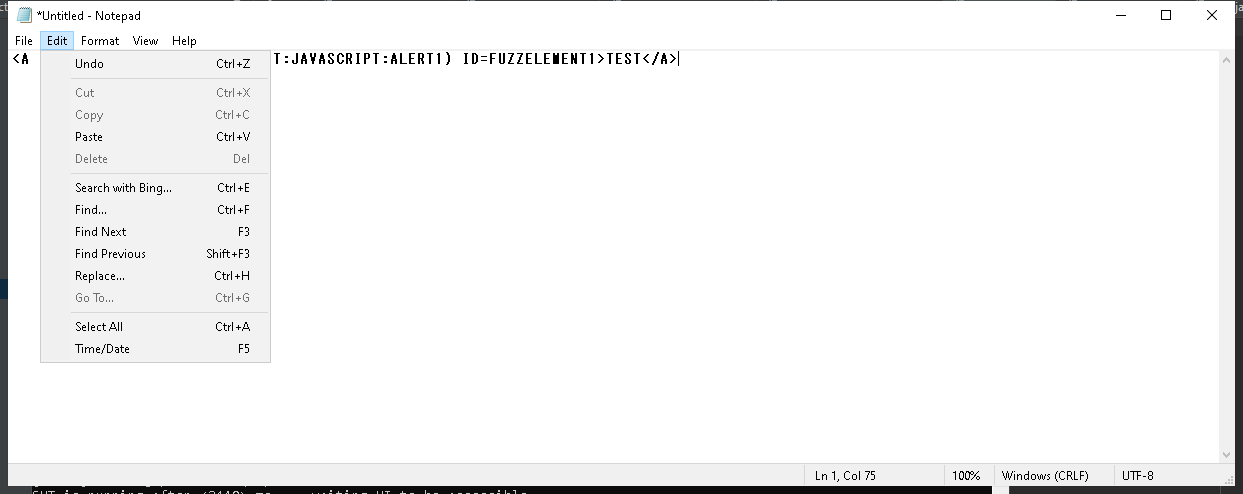 *Untitled - Notepad
File Edit Format View Help
<A T:JAVASCRIPT:ALERT1) ID=FUZZELEMENT1>TEST</A>
Undo Ctrl+Z
Cut Ctrl+X
Copy Ctrl+C
Paste Ctrl+V
Delete Del
Search with Bing... Ctrl+E
Find... Ctrl+F
Find Next F3
Find Previous Shift+F3
Replace... Ctrl+H
Go To... Ctrl+G
Select All Ctrl+A
Time/Date F5
Ln 1, Col 75 100% Windows (CRLF) UTF-8